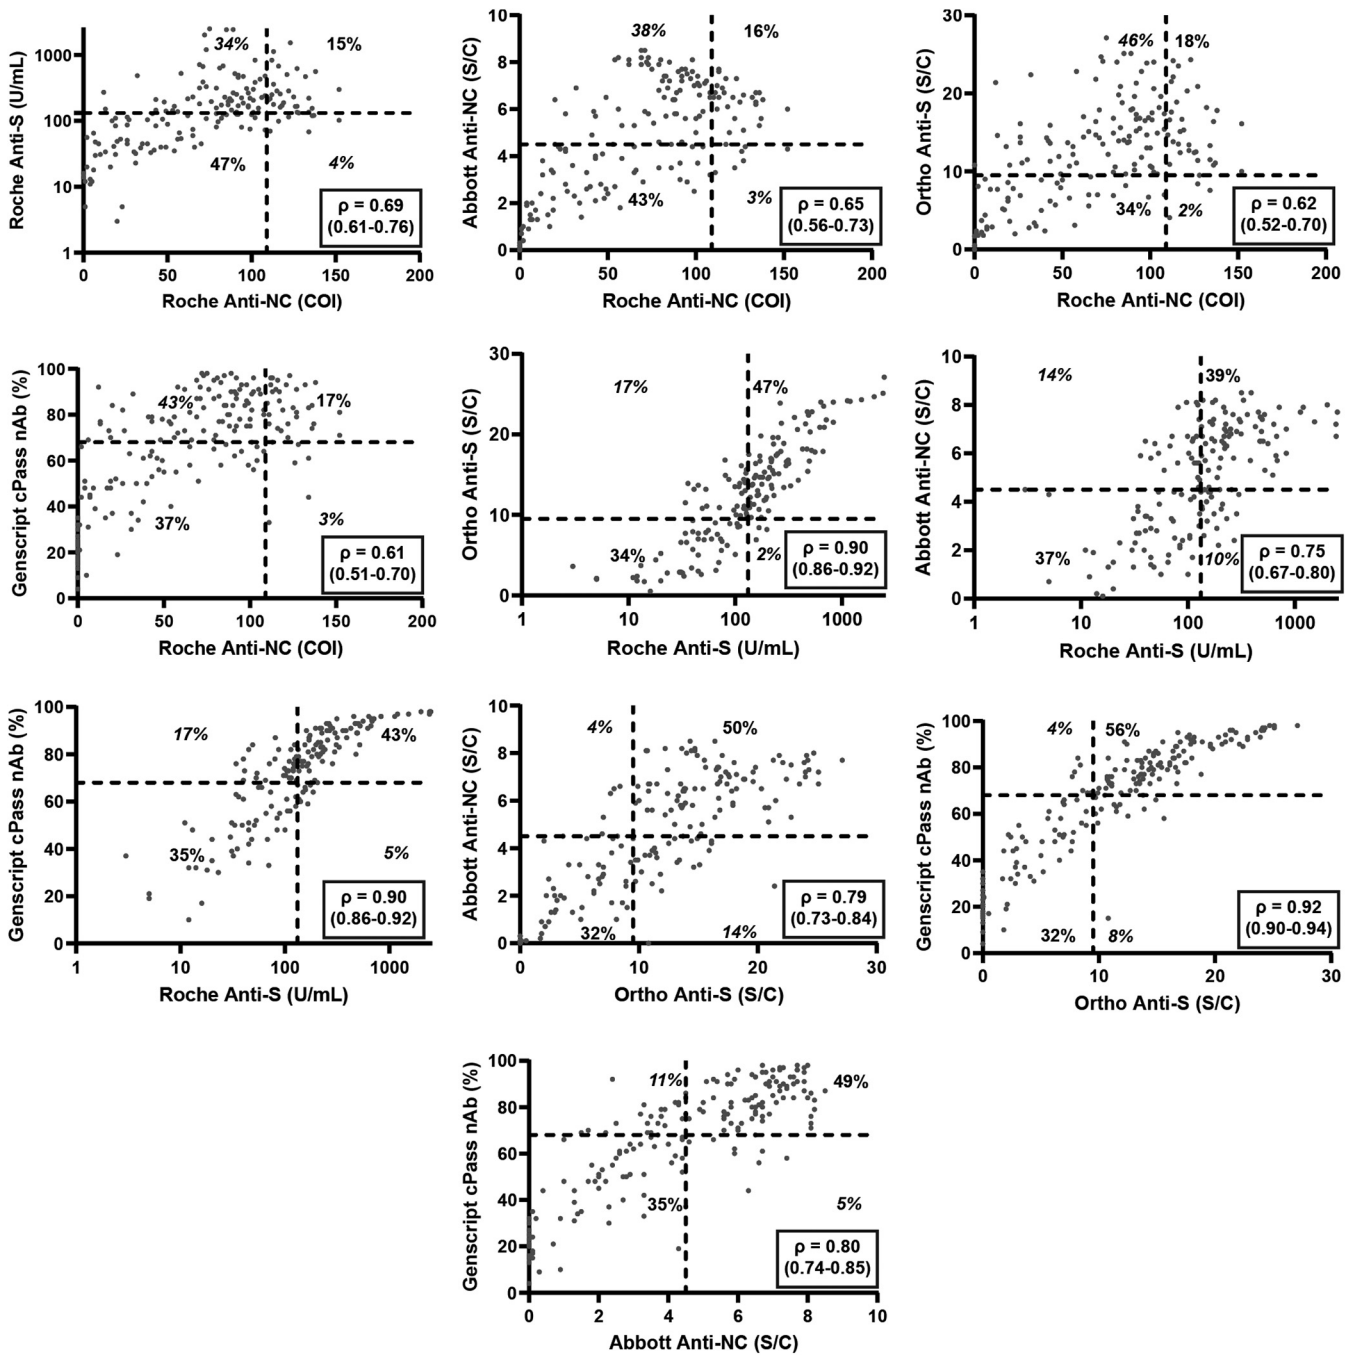 Roche Anti-S (U/mL)
1000
100
10
1
34%
15%
47%
4%
ρ = 0.69
(0.61-0.76)
0 50 100 150 200
Roche Anti-NC (COI)
Abbott Anti-NC (S/C)
10
8
6
4
2
0
38%
16%
43%
3%
ρ = 0.65
(0.56-0.73)
0 50 100 150 200
Roche Anti-NC (COI)
Ortho Anti-S (S/C)
30
20
10
0
46%
18%
34%
2%
ρ = 0.62
(0.52-0.70)
0 50 100 150 200
Roche Anti-NC (COI)
Genscript cPass nAb (%)
100
80
60
40
20
0
43%
17%
37%
3%
ρ = 0.61
(0.51-0.70)
0 50 100 150 200
Roche Anti-NC (COI)
Ortho Anti-S (S/C)
30
20
10
0
17%
47%
34%
2%
ρ = 0.90
(0.86-0.92)
1 10 100 1000
Roche Anti-S (U/mL)
Abbott Anti-NC (S/C)
10
8
6
4
2
0
14%
39%
37%
10%
ρ = 0.75
(0.67-0.80)
1 10 100 1000
Roche Anti-S (U/mL)
Genscript cPass nAb (%)
100
80
60
40
20
0
17%
43%
35%
5%
ρ = 0.90
(0.86-0.92)
1 10 100 1000
Roche Anti-S (U/mL)
Abbott Anti-NC (S/C)
10
8
6
4
2
0
4%
50%
32%
14%
ρ = 0.79
(0.73-0.84)
0 10 20 30
Ortho Anti-S (S/C)
Genscript cPass nAb (%)
100
80
60
40
20
0
4%
56%
32%
8%
ρ = 0.92
(0.90-0.94)
0 10 20 30
Ortho Anti-S (S/C)
Genscript cPass nAb (%)
100
80
60
40
20
0
11%
49%
35%
5%
ρ = 0.80
(0.74-0.85)
0 2 4 6 8 10
Abbott Anti-NC (S/C)